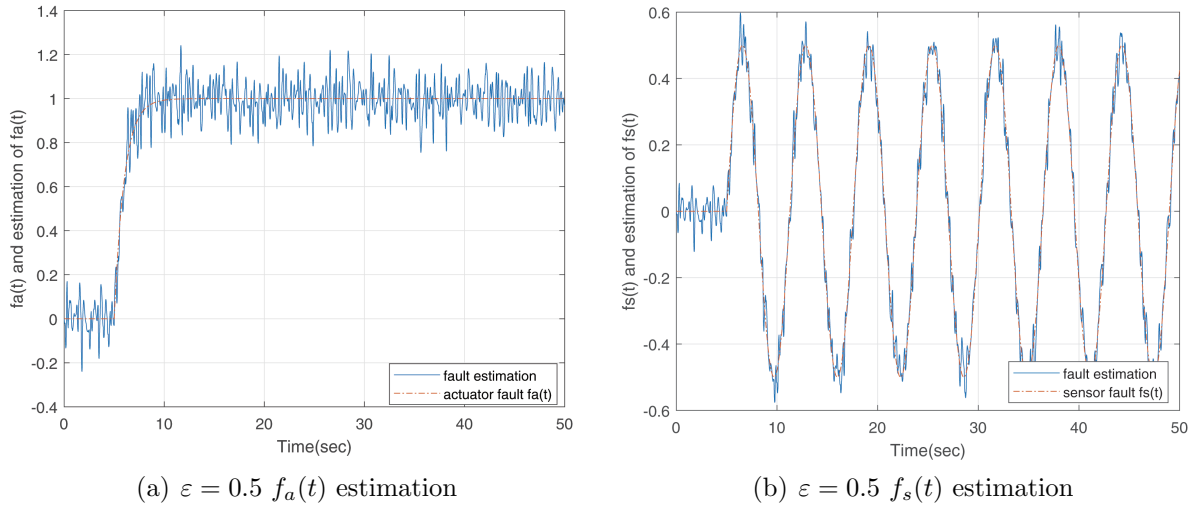 1.4
1.2
1
0.8
0.6
0.4
0.2
0
-0.2
-0.4
fa(t) and estimation of fa(t)
0 10 20 30 40 50
Time(sec)
fault estimation
actuator fault fa(t)
(a) ε = 0.5 fₐ(t) estimation
0.6
0.4
0.2
0
-0.2
-0.4
-0.6
fs(t) and estimation of fs(t)
0 10 20 30 40 50
Time(sec)
fault estimation
sensor fault fs(t)
(b) ε = 0.5 fₛ(t) estimation